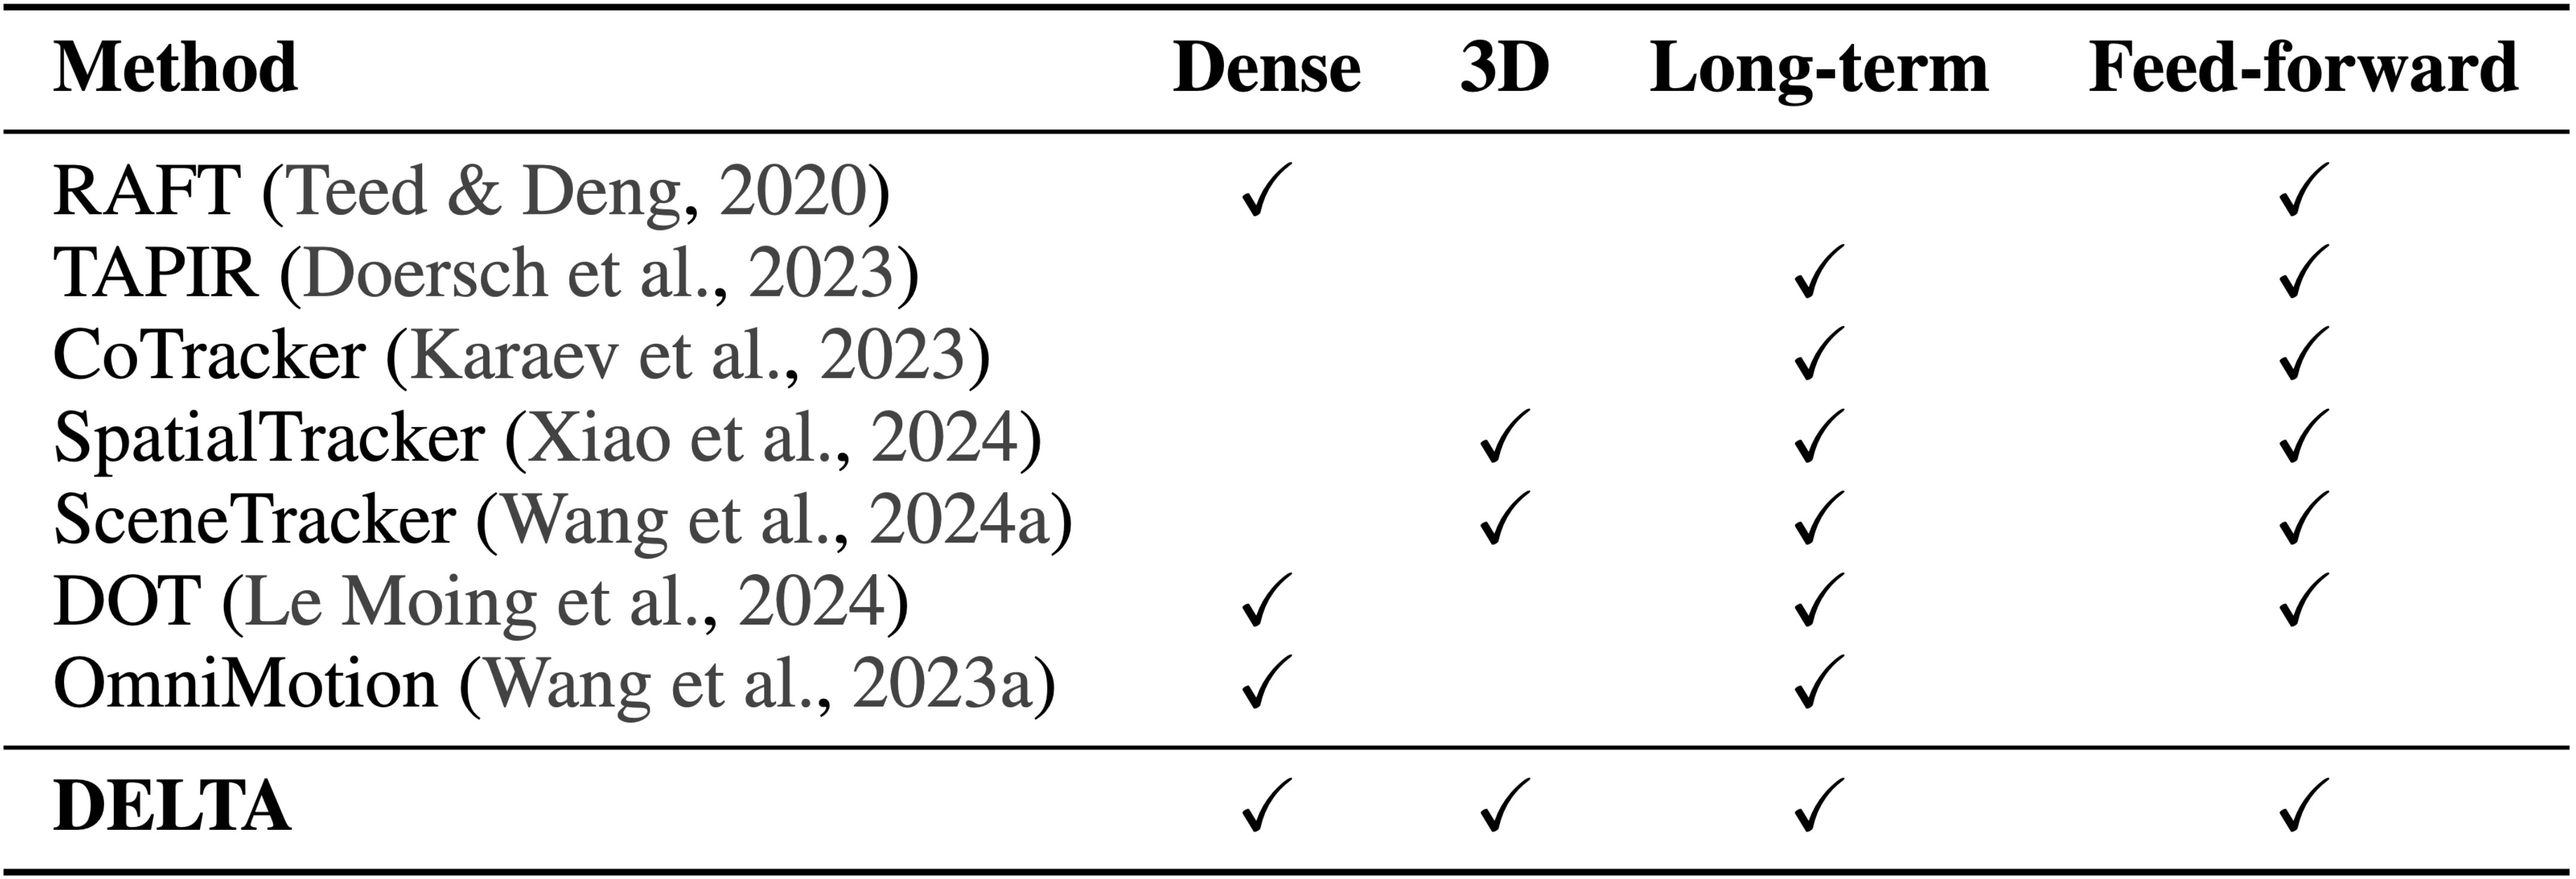 Method Dense 3D Long-term Feed-forward
RAFT (Teed & Deng, 2020) ✓ ✓
TAPIR (Doersch et al., 2023) ✓ ✓
CoTracker (Karaev et al., 2023) ✓ ✓
SpatialTracker (Xiao et al., 2024) ✓ ✓ ✓
SceneTracker (Wang et al., 2024a) ✓ ✓ ✓
DOT (Le Moing et al., 2024) ✓ ✓ ✓
OmniMotion (Wang et al., 2023a) ✓ ✓
DELTA ✓ ✓ ✓ ✓